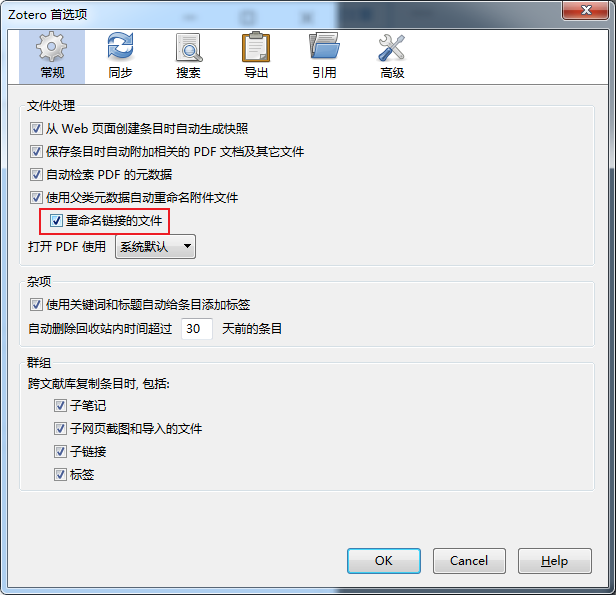 Zotero 首选项
常规 同步 搜索 导出 引用 高级
文件处理
从 Web 页面创建条目时自动生成快照
保存条目时自动附加相关的 PDF 文档及其它文件
自动检索 PDF 的元数据
使用父类元数据自动重命名附件文件
重命名链接的文件
打开 PDF 使用 系统默认
杂项
使用关键词和标题自动给条目添加标签
自动删除回收站内时间超过 30 天前的条目
群组
跨文献库复制条目时, 包括:
子笔记
子网页截图和导入的文件
子链接
标签
OK Cancel Help